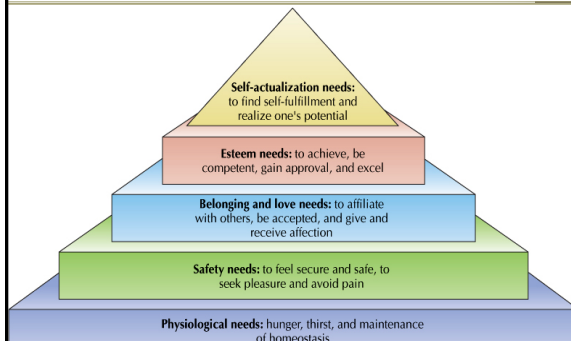 Self-actualization needs:
to find self-fulfillment and
realize one's potential
Esteem needs: to achieve, be
competent, gain approval, and excel
Belonging and love needs: to affiliate
with others, be accepted, and give and
receive affection
Safety needs: to feel secure and safe, to
seek pleasure and avoid pain
Physiological needs: hunger, thirst, and maintenance
of homeostasis